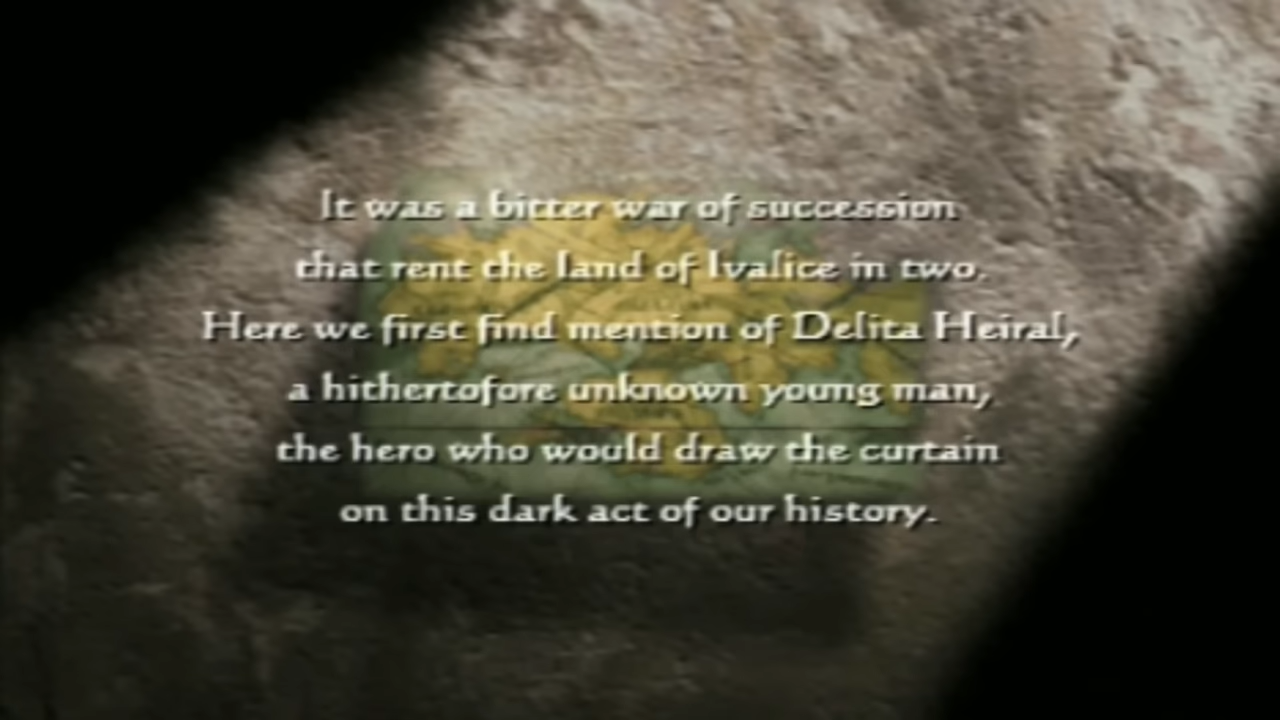 It was a bitter war of succession
that rent the land of Ivalice in two.
Here we first find mention of Delita Heiral,
a hithertofore unknown young man,
the hero who would draw the curtain
on this dark act of our history.